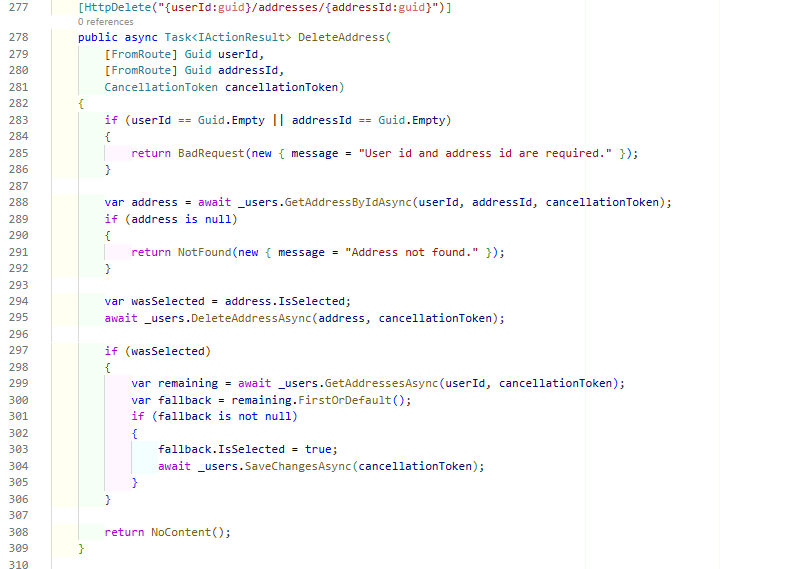 277 [HttpDelete("{userId:guid}/addresses/{addressId:guid}")]
0 references
278 public async Task<IActionResult> DeleteAddress(
279 [FromRoute] Guid userId,
280 [FromRoute] Guid addressId,
281 CancellationToken cancellationToken)
282 {
283 if (userId == Guid.Empty || addressId == Guid.Empty)
284 {
285 return BadRequest(new { message = "User id and address id are required." });
286 }
287
288 var address = await _users.GetAddressByIdAsync(userId, addressId, cancellationToken);
289 if (address is null)
290 {
291 return NotFound(new { message = "Address not found." });
292 }
293
294 var wasSelected = address.IsSelected;
295 await _users.DeleteAddressAsync(address, cancellationToken);
296
297 if (wasSelected)
298 {
299 var remaining = await _users.GetAddressesAsync(userId, cancellationToken);
300 var fallback = remaining.FirstOrDefault();
301 if (fallback is not null)
302 {
303 fallback.IsSelected = true;
304 await _users.SaveChangesAsync(cancellationToken);
305 }
306 }
307
308 return NoContent();
309 }
310